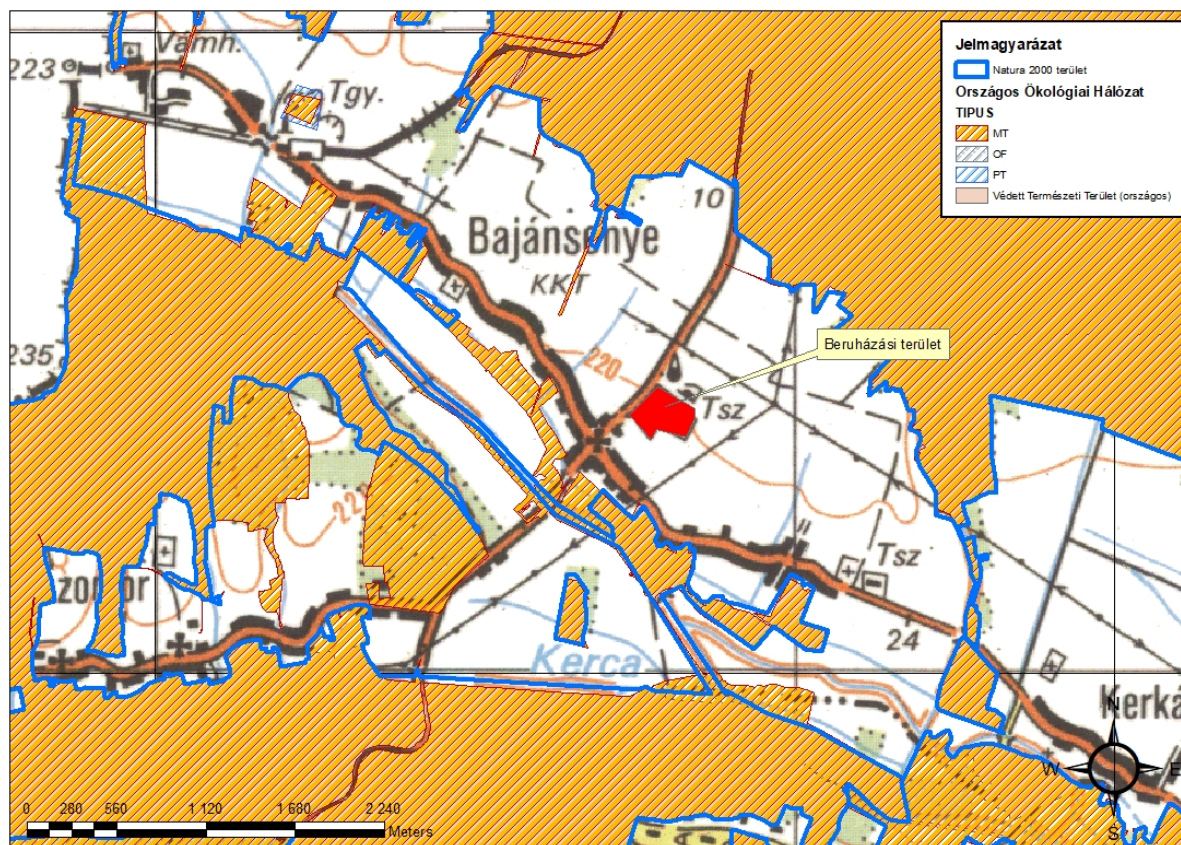 223
Vámh.
Tgy.
235
Bajánsenye
KKT
10
220
Tsz
Beruházási terület
Tsz
24
Kerca
Kerká
zombor
N
W
E
S
0 280 560 1 120 1 680 2 240
Meters
Jelmagyarázat
Natura 2000 terület
Országos Ökológiai Hálózat
TIPUS
MT
OF
PT
Védett Természeti Terület (országos)